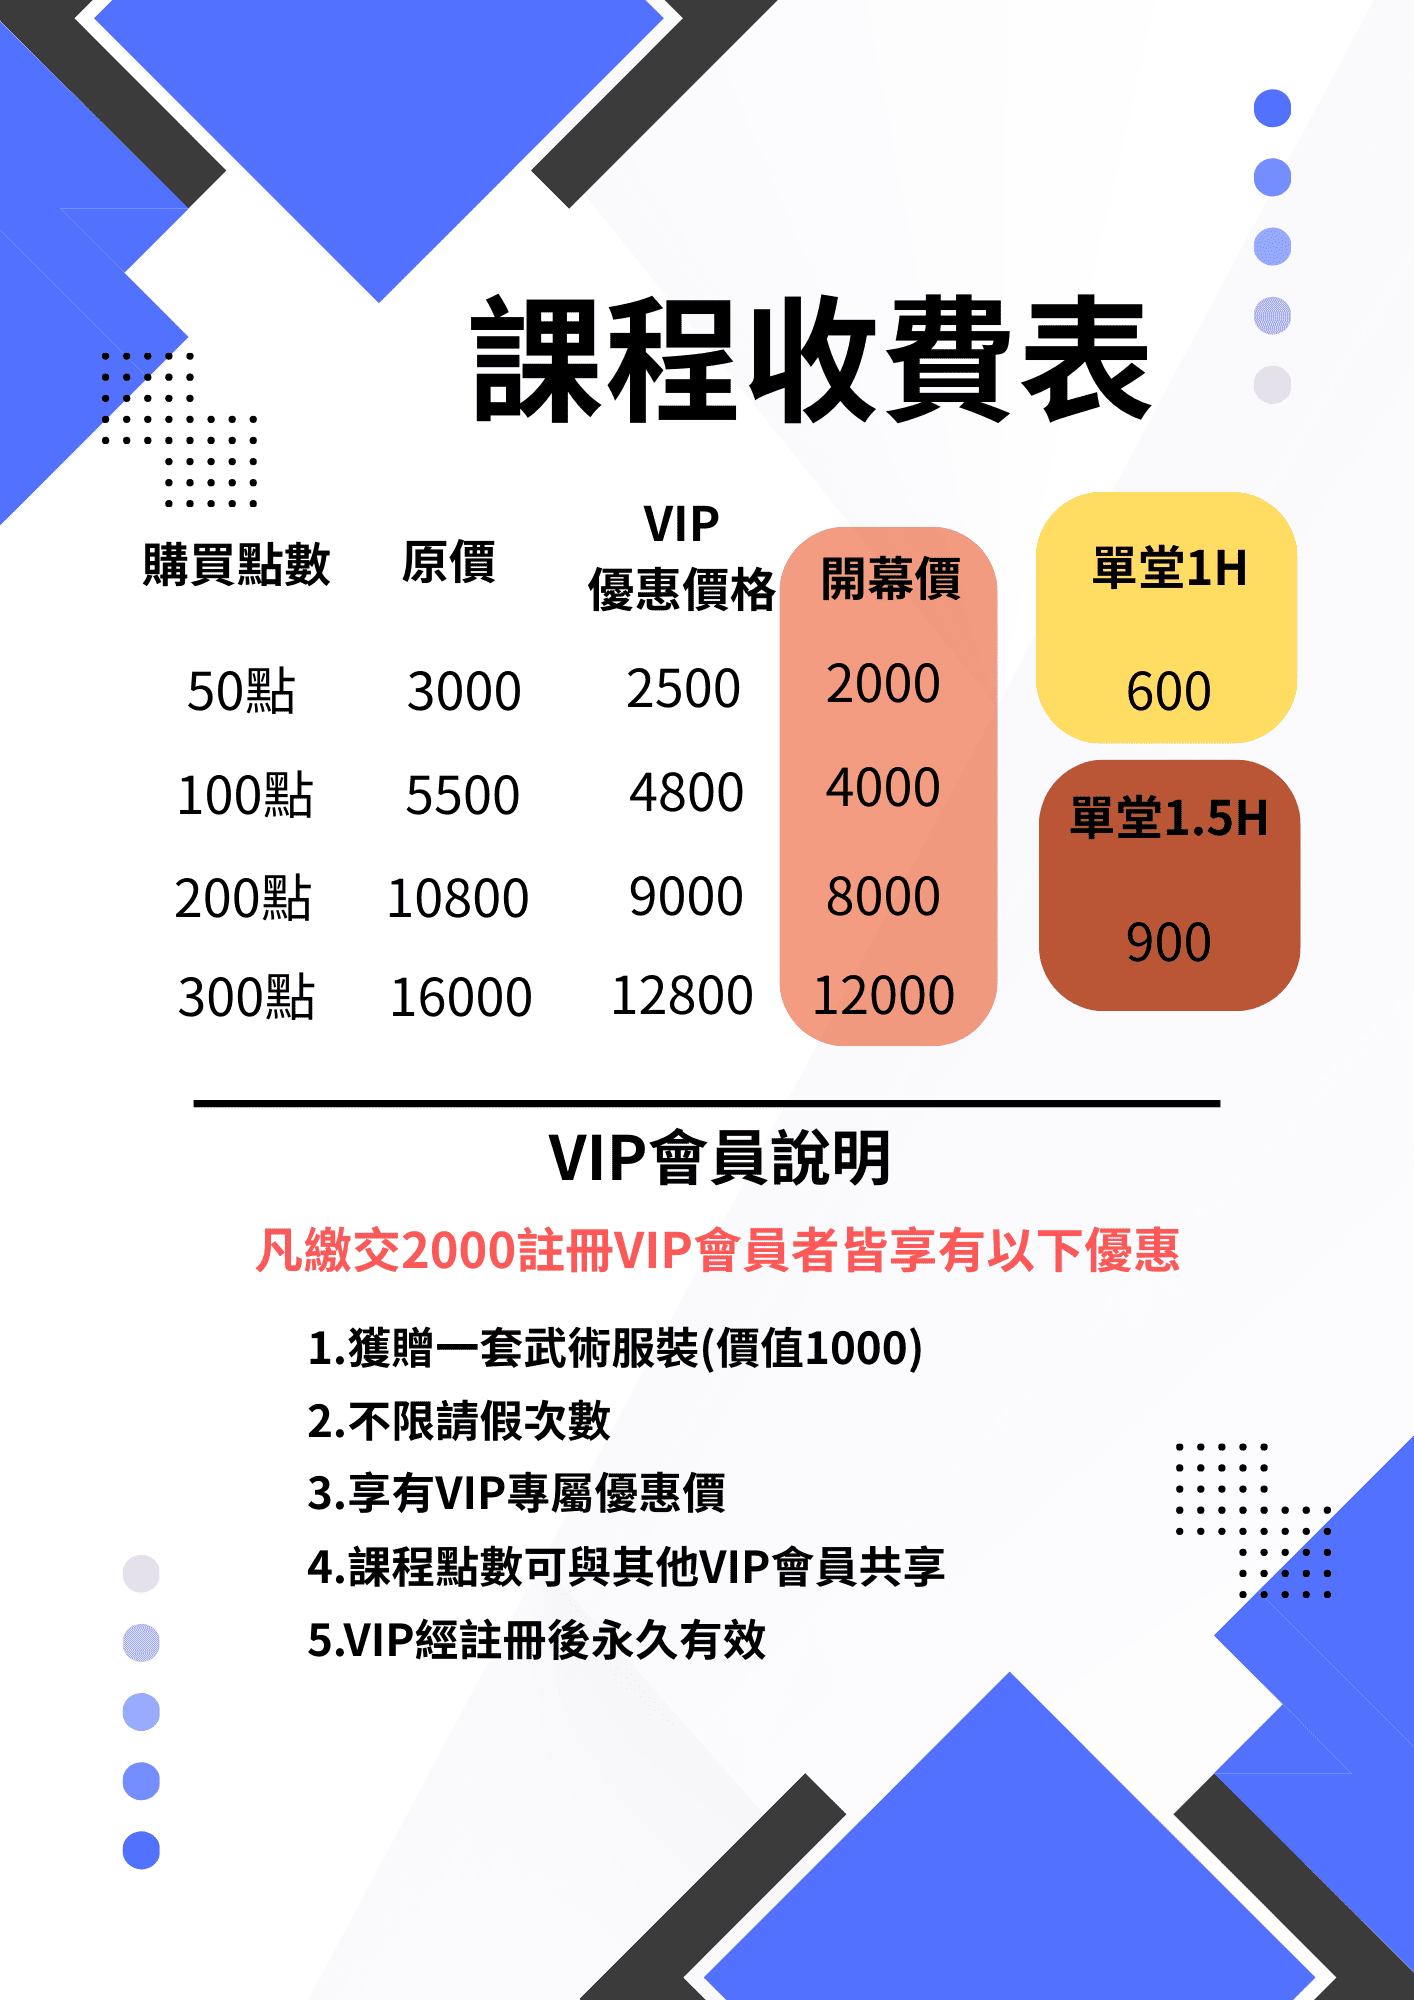 課程收費表
購買點數 原價 VIP 優惠價格 開幕價
50點 3000 2500 2000
100點 5500 4800 4000
200點 10800 9000 8000
300點 16000 12800 12000
單堂1H
600
單堂1.5H
900
VIP會員說明
凡繳交2000註冊VIP會員者皆享有以下優惠
1.獲贈一套武術服裝(價值1000)
2.不限請假次數
3.享有VIP專屬優惠價
4.課程點數可與其他VIP會員共享
5.VIP經註冊後永久有效